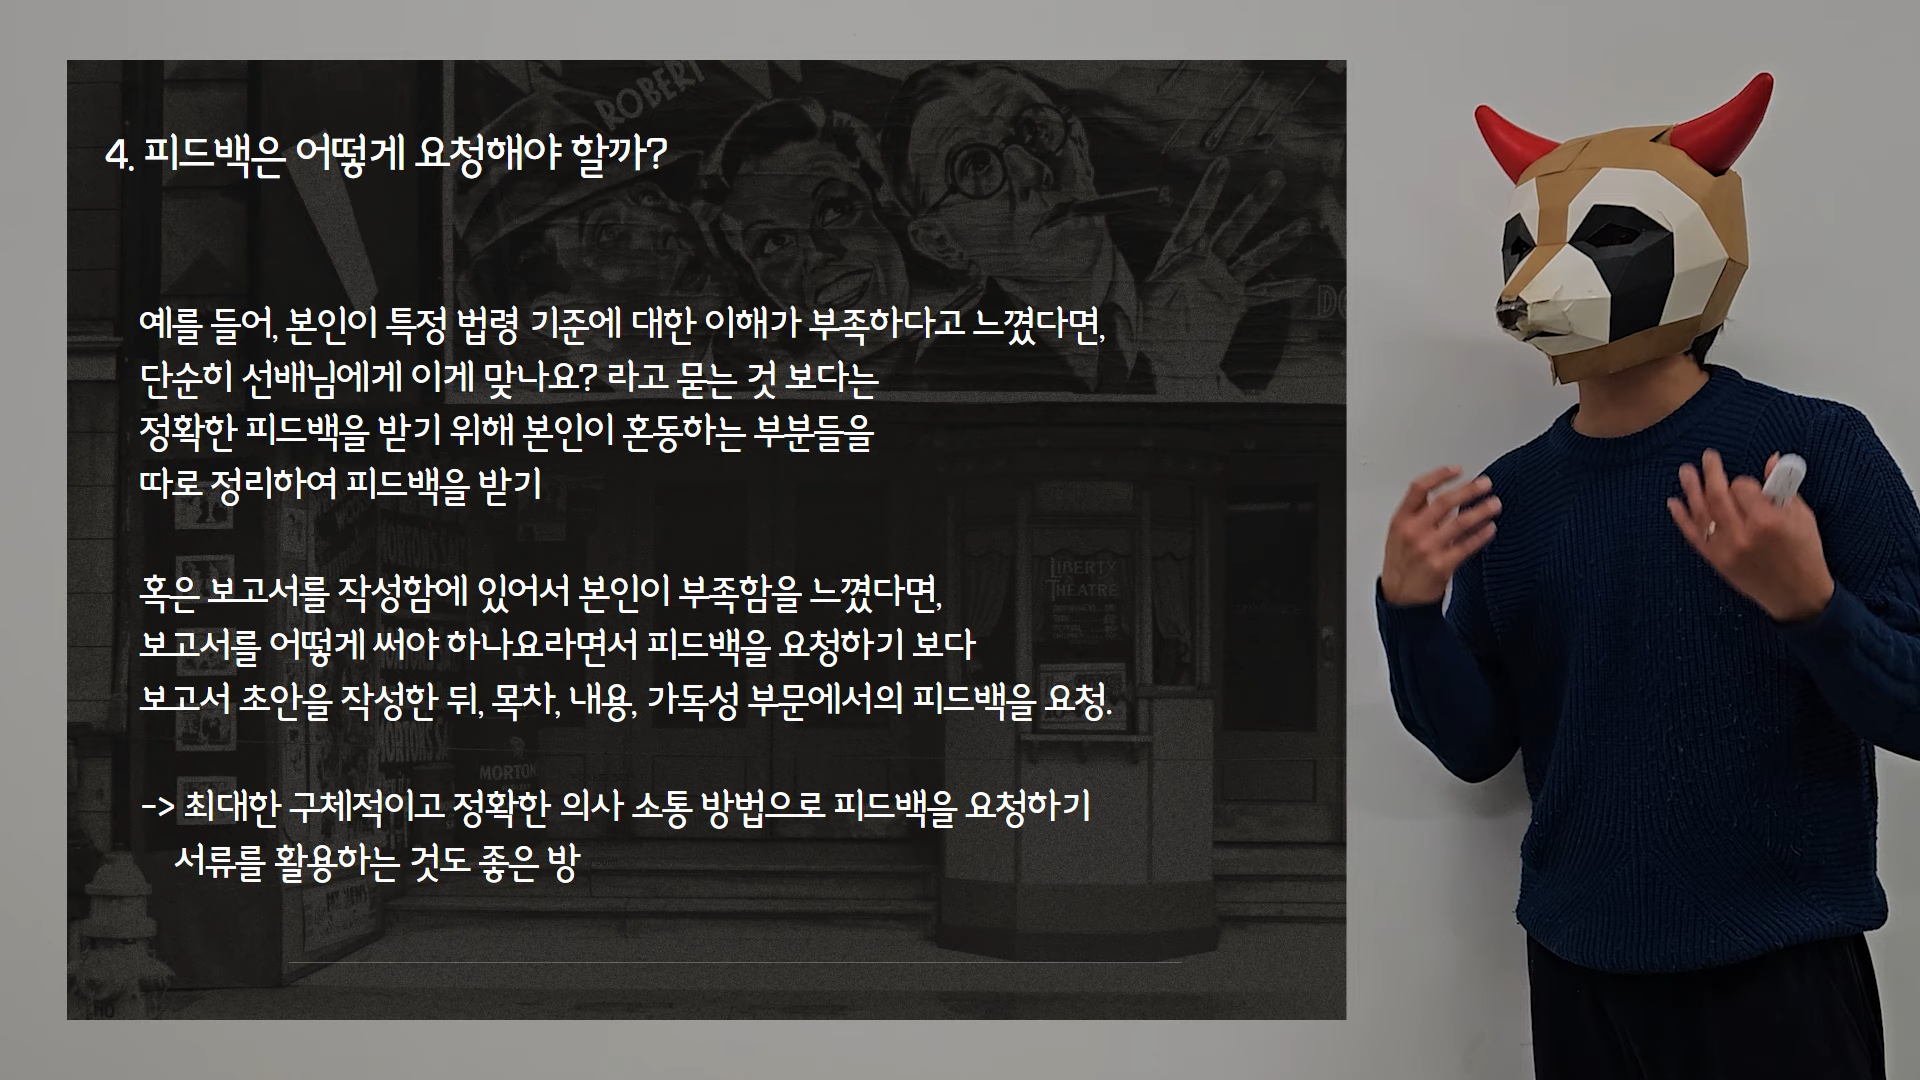 4. 피드백은 어떻게 요청해야 할까?
예를 들어, 본인이 특정 법령 기준에 대한 이해가 부족하다고 느꼈다면,
단순히 선배님에게 이게 맞나요? 라고 묻는 것 보다는
정확한 피드백을 받기 위해 본인이 혼동하는 부분들을
따로 정리하여 피드백을 받기
혹은 보고서를 작성함에 있어서 본인이 부족함을 느꼈다면,
보고서를 어떻게 써야 하나요라면서 피드백을 요청하기 보다
보고서 초안을 작성한 뒤, 목차, 내용, 가독성 부문에서의 피드백을 요청.
-> 최대한 구체적이고 정확한 의사 소통 방법으로 피드백을 요청하기
서류를 활용하는 것도 좋은 방
ROBERT
LIBERTY
THEATRE
MORTON